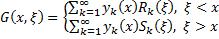 G(x, ξ) = {∑_{k=1}^{∞} y_k(x)R_k(ξ), ξ < x
∑_{k=1}^{∞} y_k(x)S_k(ξ), ξ > x